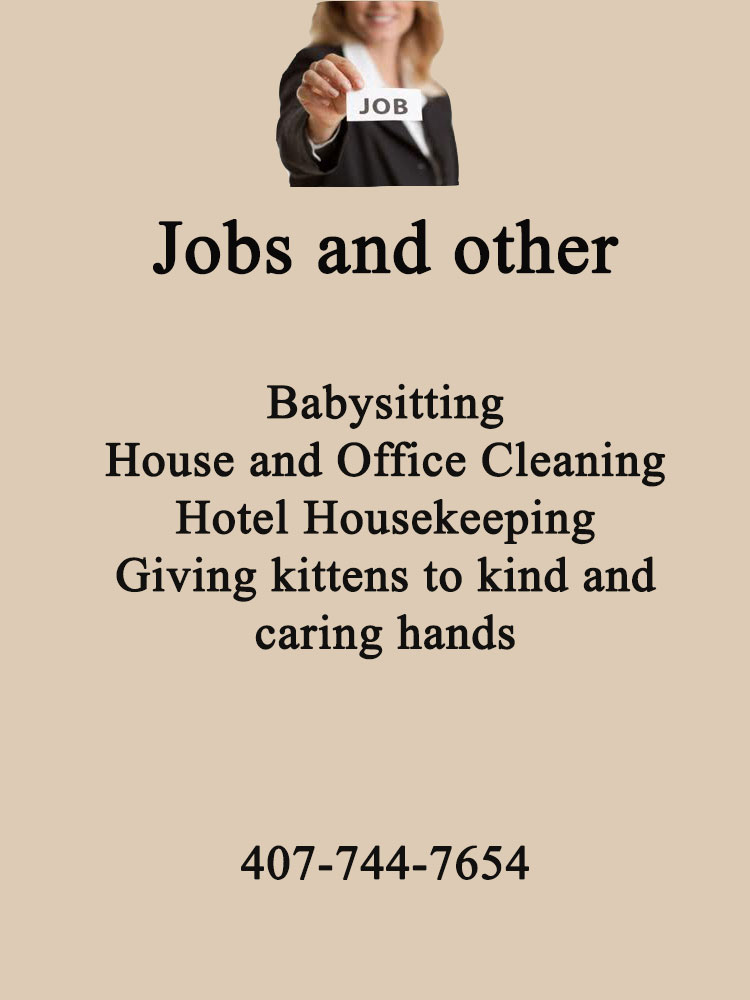 JOB
Jobs and other
Babysitting
House and Office Cleaning
Hotel Housekeeping
Giving kittens to kind and
caring hands
407-744-7654